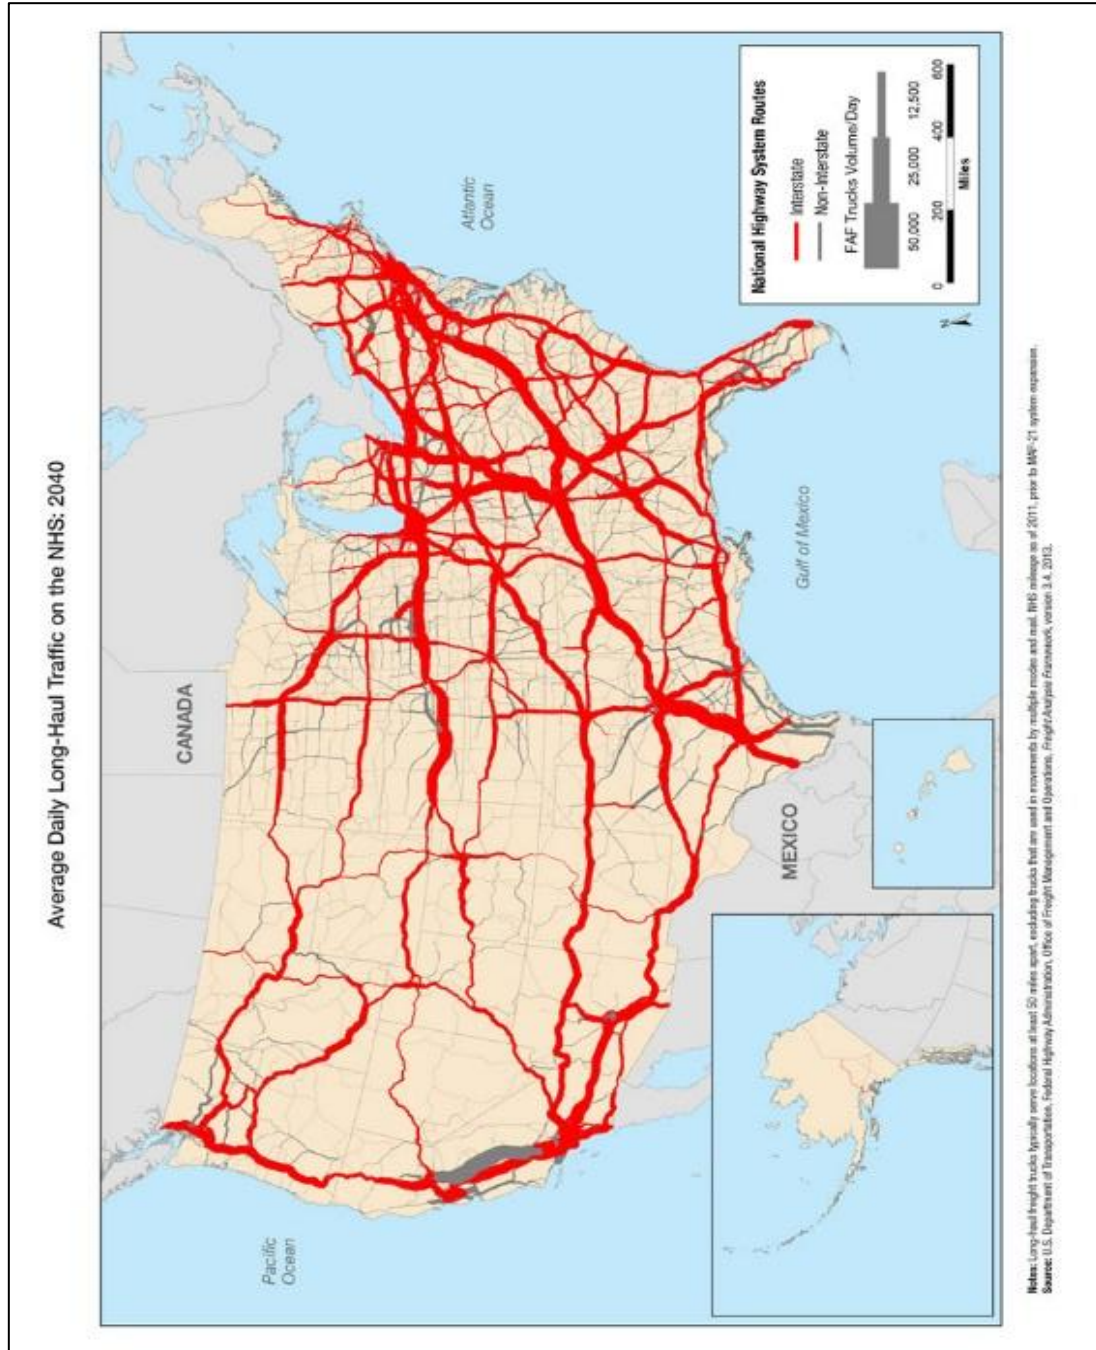 Average Daily Long-Haul Traffic on the NHS: 2040
CANADA
Pacific
Ocean
Atlantic
Ocean
MEXICO
Gulf of Mexico
National Highway System Routes
Interstate
Non-Interstate
FAF Trucks Volume/Day
50,000 25,000 12,500
0 200 400 600
Miles
N
Notes: Long-haul freight trucks typically serve locations at least 50 miles apart, excluding trucks that are used in movements by multiple modes and mail. NHS mileage as of 2011, prior to MAP-21 system expansion.
Source: U.S. Department of Transportation, Federal Highway Administration, Office of Freight Management and Operations, Freight Analysis Framework, version 3.4, 2013.